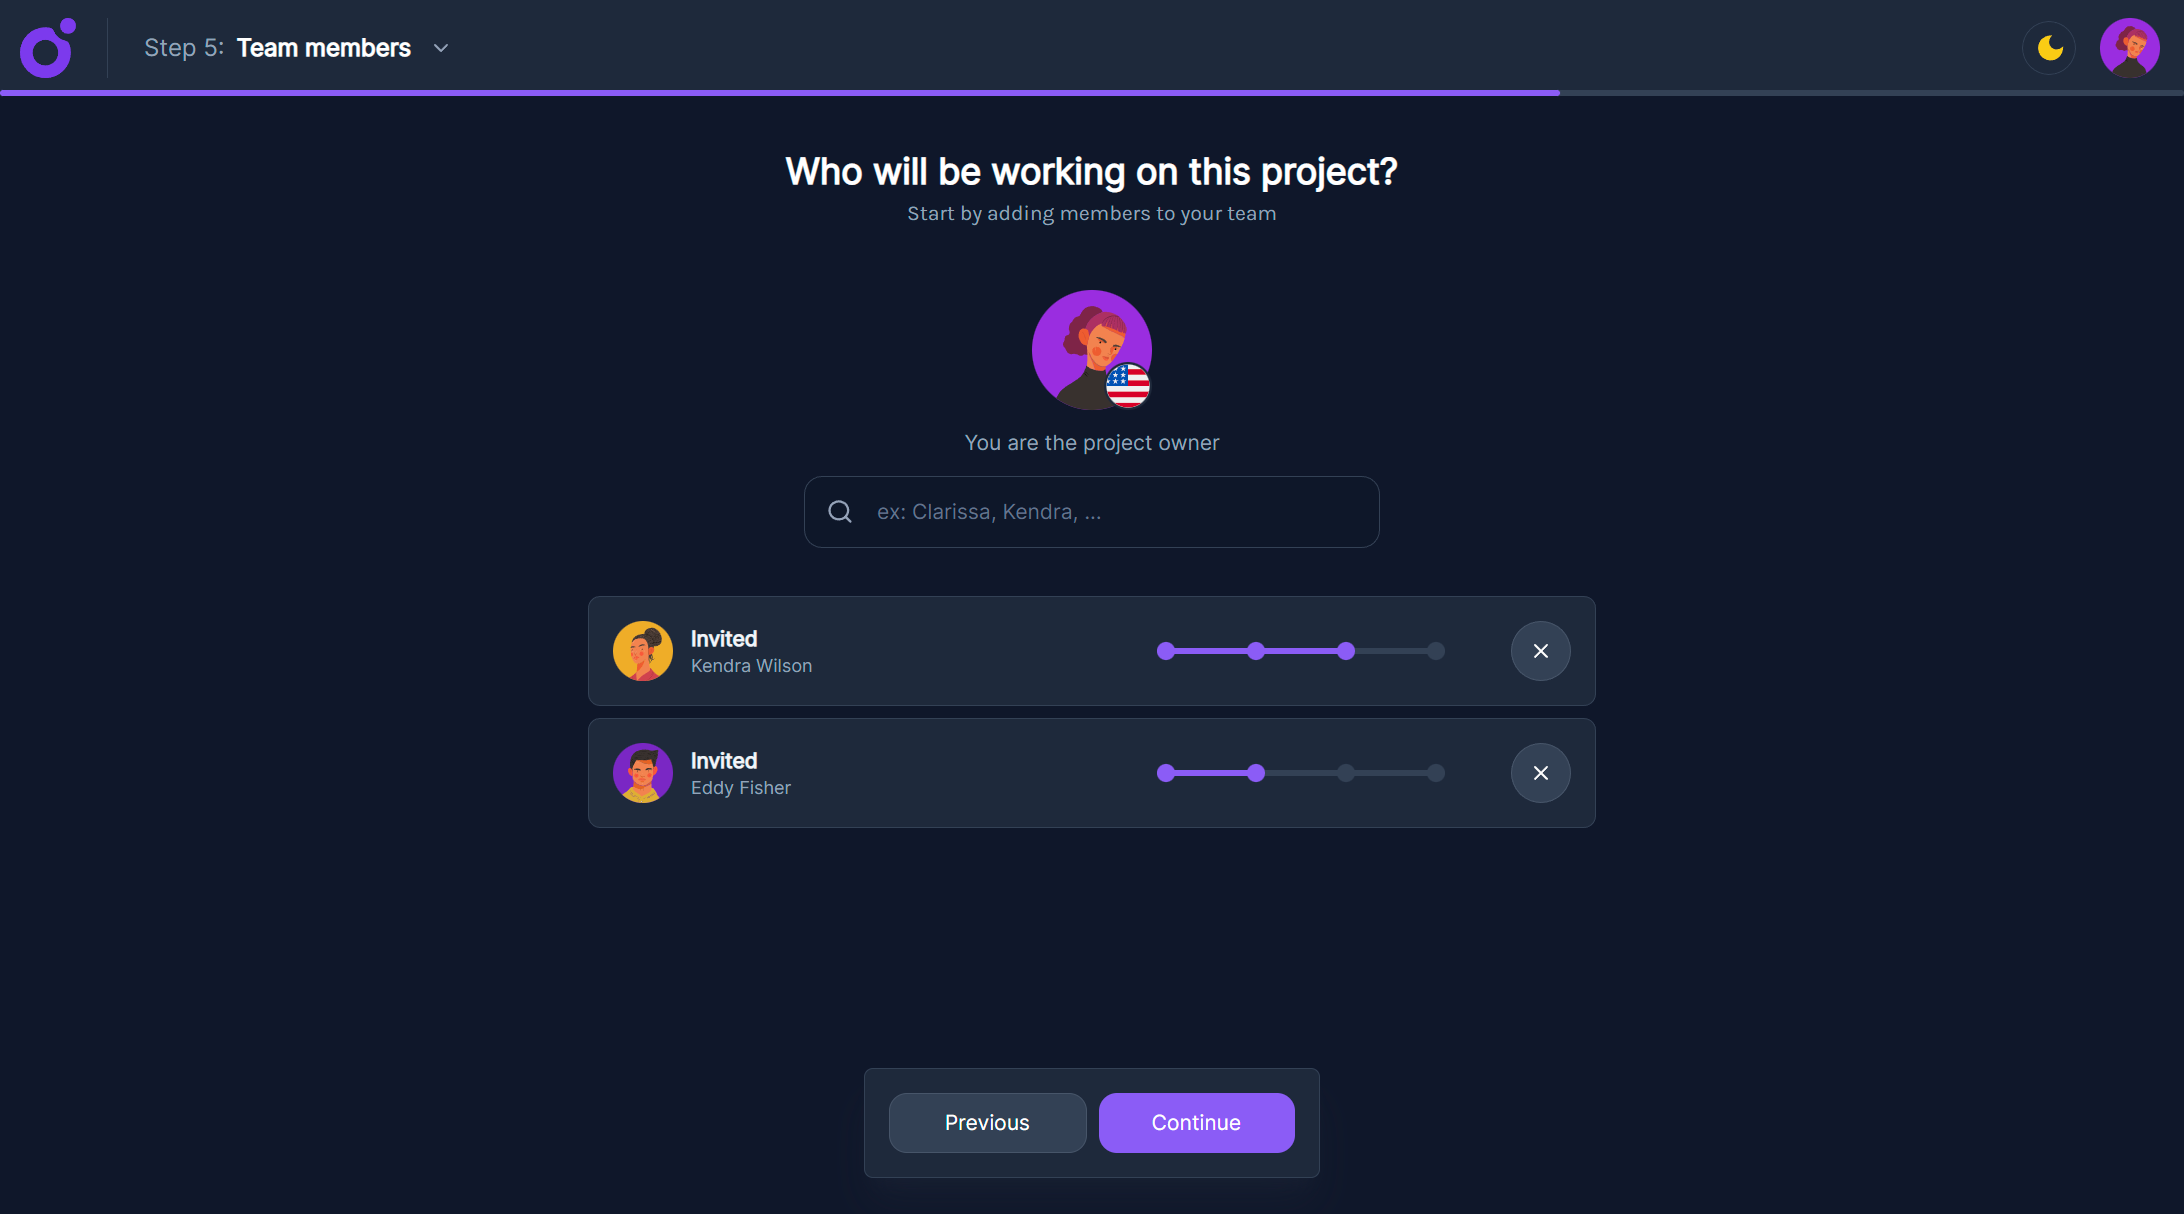 Step 5: Team members
Who will be working on this project?
Start by adding members to your team
You are the project owner
ex: Clarissa, Kendra, ...
Invited
Kendra Wilson
Invited
Eddy Fisher
Previous
Continue